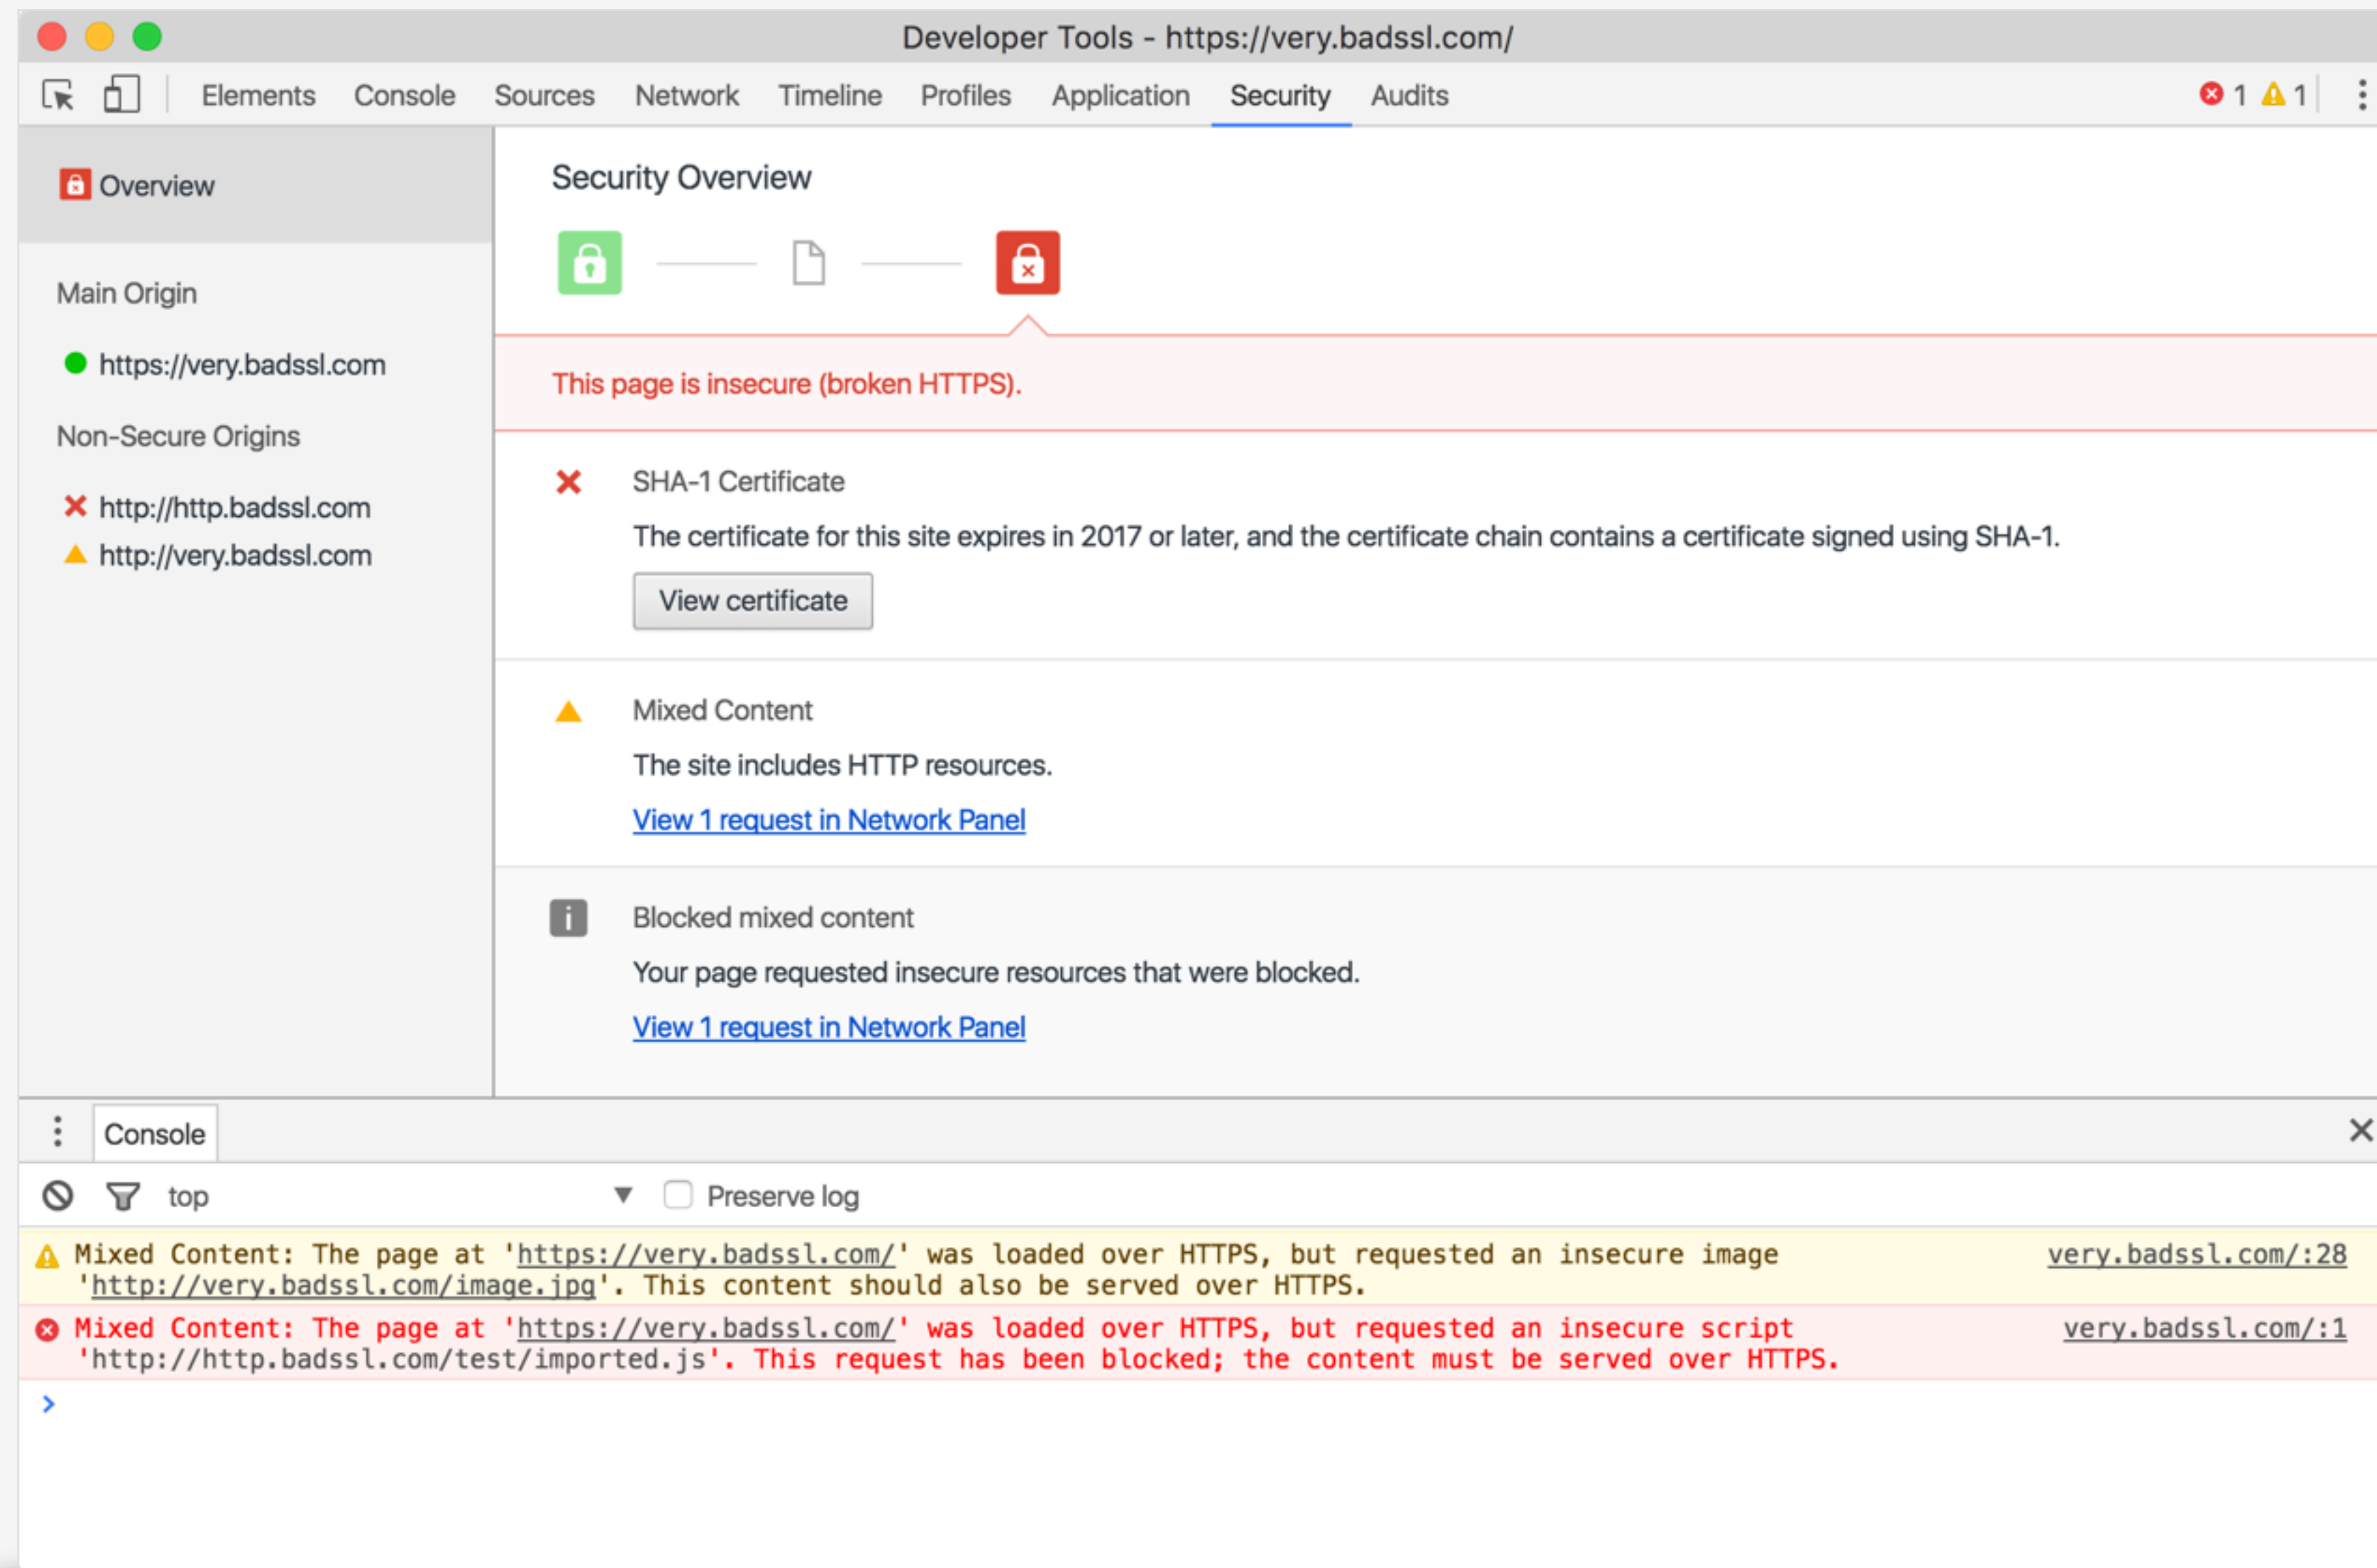 Developer Tools - https://very.badssl.com/
Elements Console Sources Network Timeline Profiles Application Security Audits 1 1
Overview
Main Origin
https://very.badssl.com
Non-Secure Origins
http://http.badssl.com
http://very.badssl.com
Security Overview
This page is insecure (broken HTTPS).
SHA-1 Certificate
The certificate for this site expires in 2017 or later, and the certificate chain contains a certificate signed using SHA-1.
View certificate
Mixed Content
The site includes HTTP resources.
View 1 request in Network Panel
Blocked mixed content
Your page requested insecure resources that were blocked.
View 1 request in Network Panel
Console
top Preserve log
Mixed Content: The page at 'https://very.badssl.com/' was loaded over HTTPS, but requested an insecure image very.badssl.com/:28
'http://very.badssl.com/image.jpg'. This content should also be served over HTTPS.
Mixed Content: The page at 'https://very.badssl.com/' was loaded over HTTPS, but requested an insecure script very.badssl.com/:1
'http://http.badssl.com/test/imported.js'. This request has been blocked; the content must be served over HTTPS.